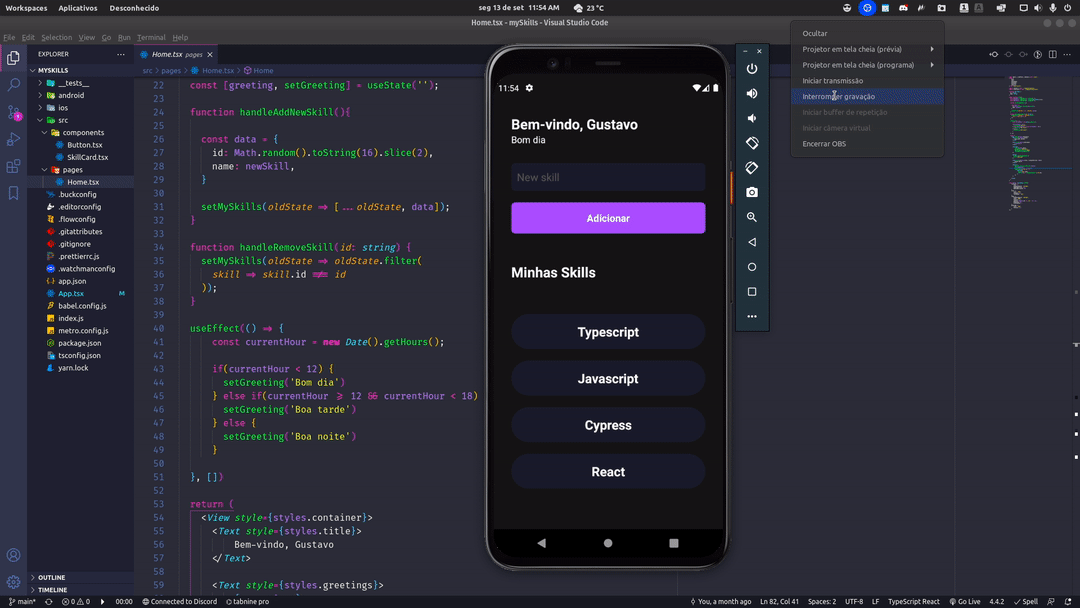 Workspaces Aplicativos Desconhecido
seg 13 de set 11:54 AM 23 °C
Home.tsx - mySkills - Visual Studio Code
File Edit Selection View Go Run Terminal Help
EXPLORER
MYSKILLS
__tests__
android
ios
src
components
Button.tsx
SkillCard.tsx
pages
Home.tsx
.buckconfig
.editorconfig
.flowconfig
.gitattributes
.gitignore
.prettierrc.js
.watchmanconfig
app.json
App.tsx M
babel.config.js
index.js
metro.config.js
package.json
tsconfig.json
yarn.lock
OUTLINE
TIMELINE
Home.tsx pages
src > pages > Home.tsx > Home
22 const [greeting, setGreeting] = useState('');
23
24 function handleAddNewSkill(){
25
26 const data = {
27 id: Math.random().toString(16).slice(2),
28 name: newSkill,
29 }
30
31 setMySkills(oldState => [...oldState, data]);
32 }
33
34 function handleRemoveSkill(id: string) {
35 setMySkills(oldState => oldState.filter(
36 skill => skill.id !== id
37 ));
38 }
39
40 useEffect(() => {
41 const currentHour = new Date().getHours();
42
43 if(currentHour < 12) {
44 setGreeting('Bom dia')
45 } else if(currentHour >= 12 && currentHour < 18)
46 setGreeting('Boa tarde')
47 } else {
48 setGreeting('Boa noite')
49 }
50
51 }, [])
52
53 return (
54 <View style={styles.container}>
55 <Text style={styles.title}>
56 Bem-vindo, Gustavo
57 </Text>
58
59 <Text style={styles.greetings}>
11:54
Bem-vindo, Gustavo
Bom dia
New skill
Adicionar
Minhas Skills
Typescript
Javascript
Cypress
React
Ocultar
Projetor em tela cheia (prévia)
Projetor em tela cheia (programa)
Iniciar transmissão
Interromper gravação
Iniciar buffer de repetição
Iniciar câmera virtual
Encerrar OBS
main* 0 0 00:00 Connected to Discord tabnine pro
You, a month ago Ln 82, Col 41 Spaces: 2 UTF-8 LF TypeScript React Go Live 4.4.2 Spell